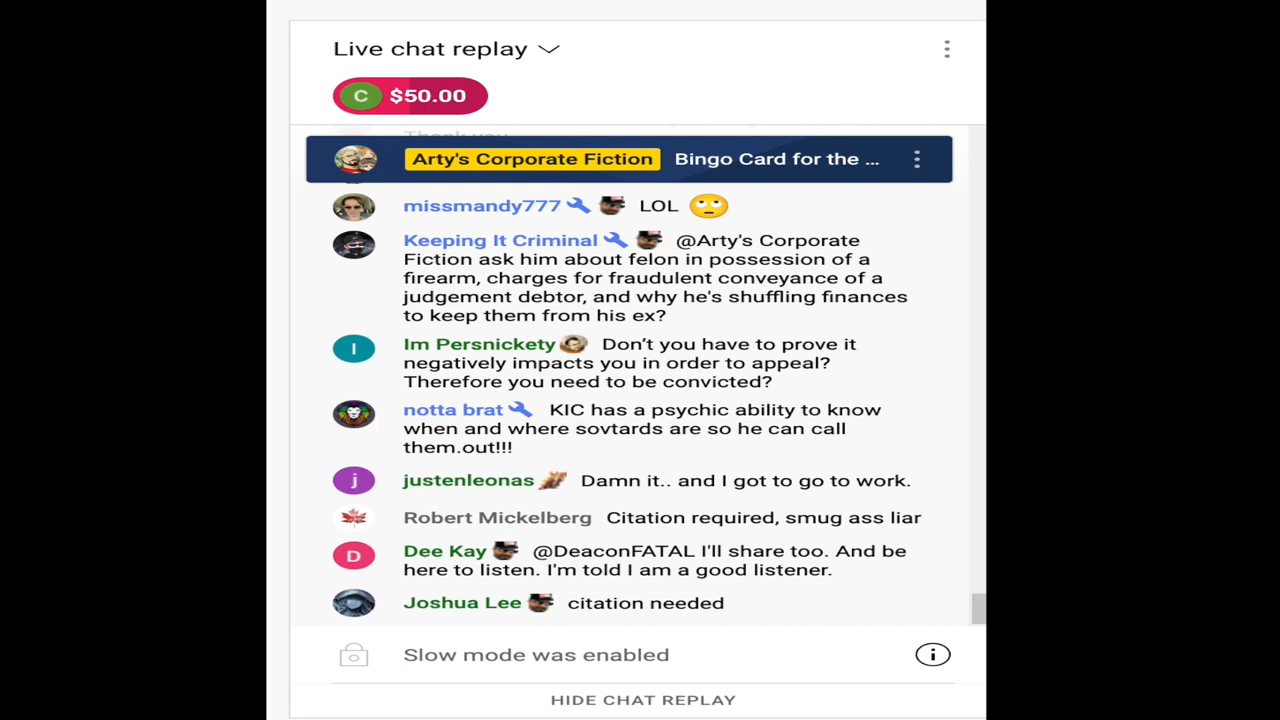 Live chat replay
C $50.00
Thank you
Arty's Corporate Fiction Bingo Card for the ...
missmandy777 LOL
Keeping It Criminal @Arty's Corporate
Fiction ask him about felon in possession of a
firearm, charges for fraudulent conveyance of a
judgement debtor, and why he's shuffling finances
to keep them from his ex?
I Im Persnickety Don’t you have to prove it
negatively impacts you in order to appeal?
Therefore you need to be convicted?
notta brat KIC has a psychic ability to know
when and where sovtards are so he can call
them.out!!!
j justenleonas Damn it.. and I got to go to work.
Robert Mickelberg Citation required, smug ass liar
D Dee Kay @DeaconFATAL I'll share too. And be
here to listen. I'm told I am a good listener.
Joshua Lee citation needed
Slow mode was enabled
HIDE CHAT REPLAY